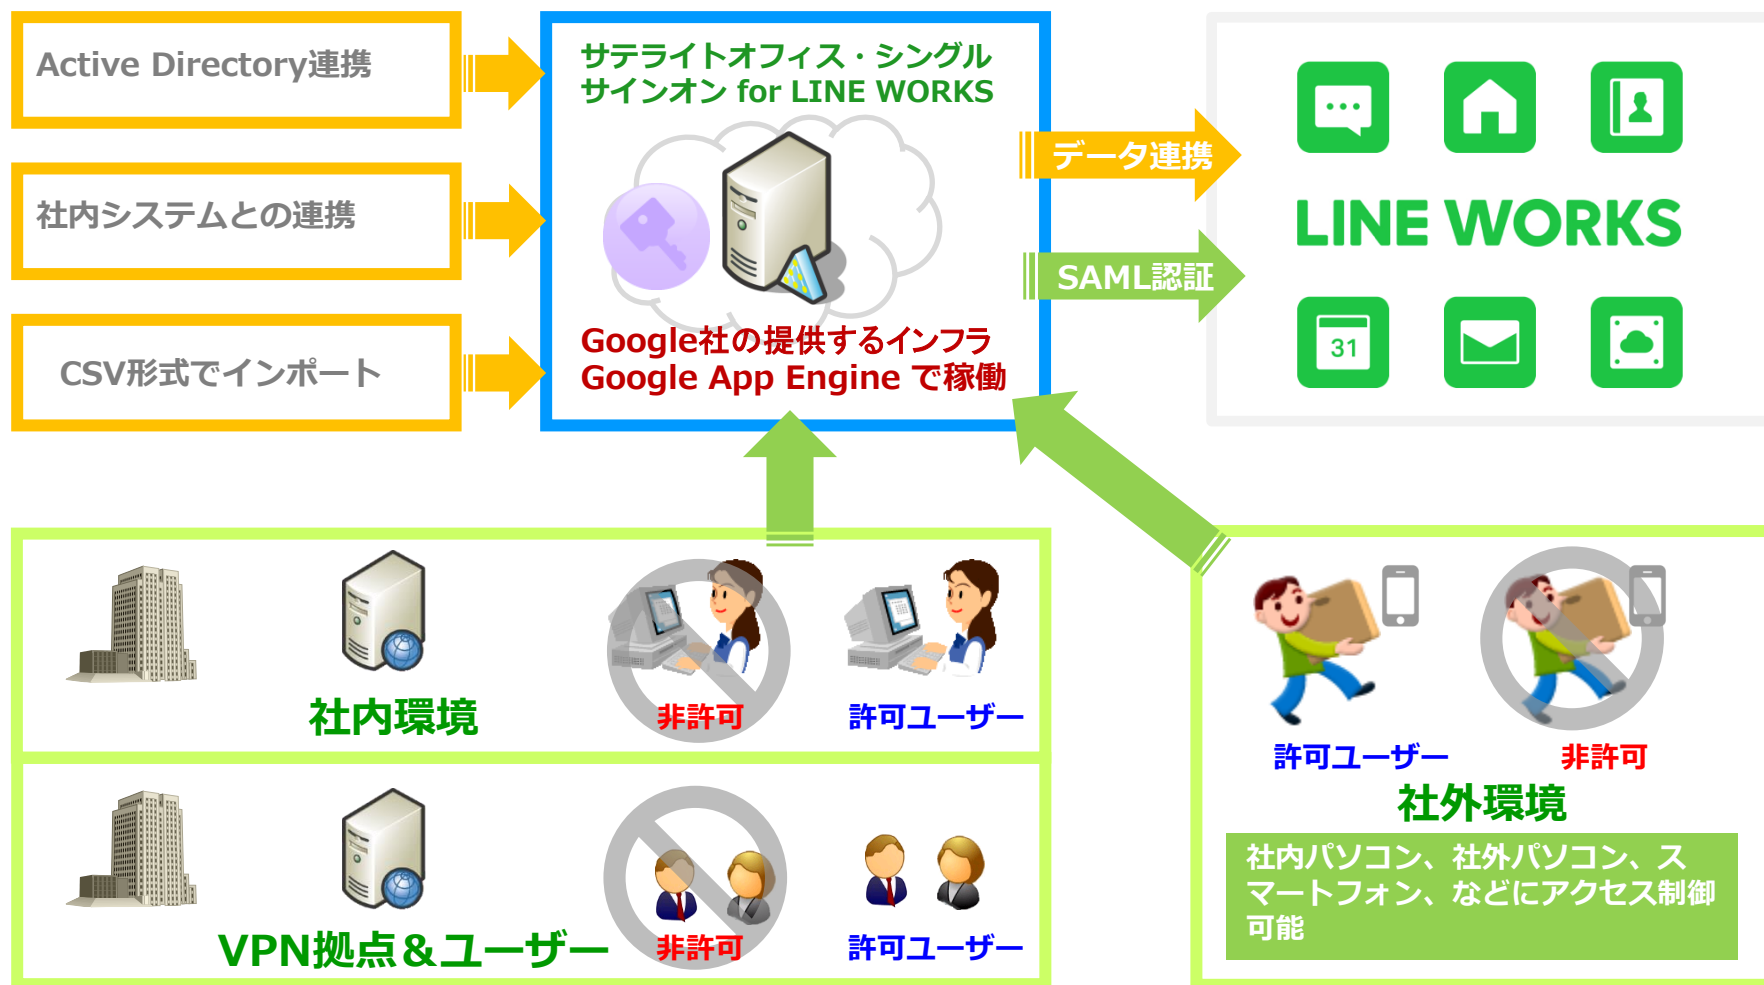 Active Directory連携
社内システムとの連携
CSV形式でインポート
サテライトオフィス・シングル
サインオン for LINE WORKS
Google社の提供するインフラ
Google App Engine で稼働
データ連携
SAML認証
LINE WORKS
31
社内環境
非許可
許可ユーザー
VPN拠点＆ユーザー
非許可
許可ユーザー
許可ユーザー
非許可
社外環境
社内パソコン、社外パソコン、ス
マートフォン、などにアクセス制御
可能